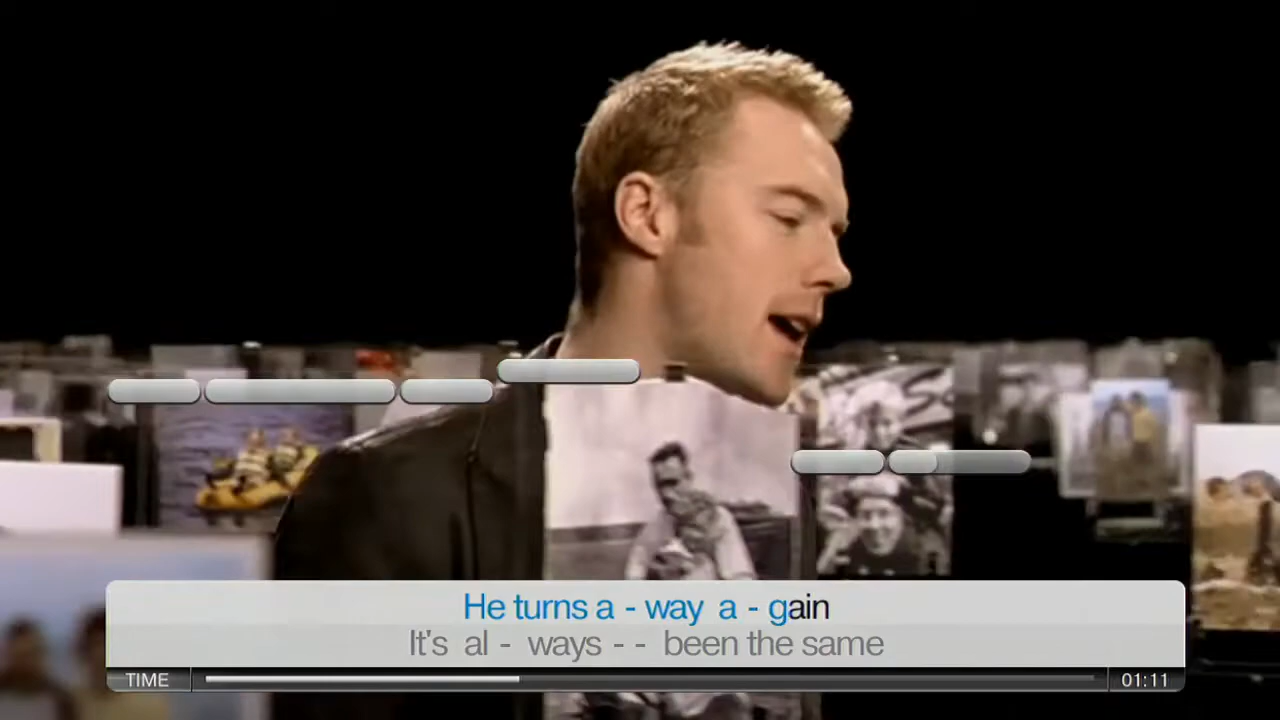 He turns a - way a - gain
It's al - ways - - been the same
TIME 01:11